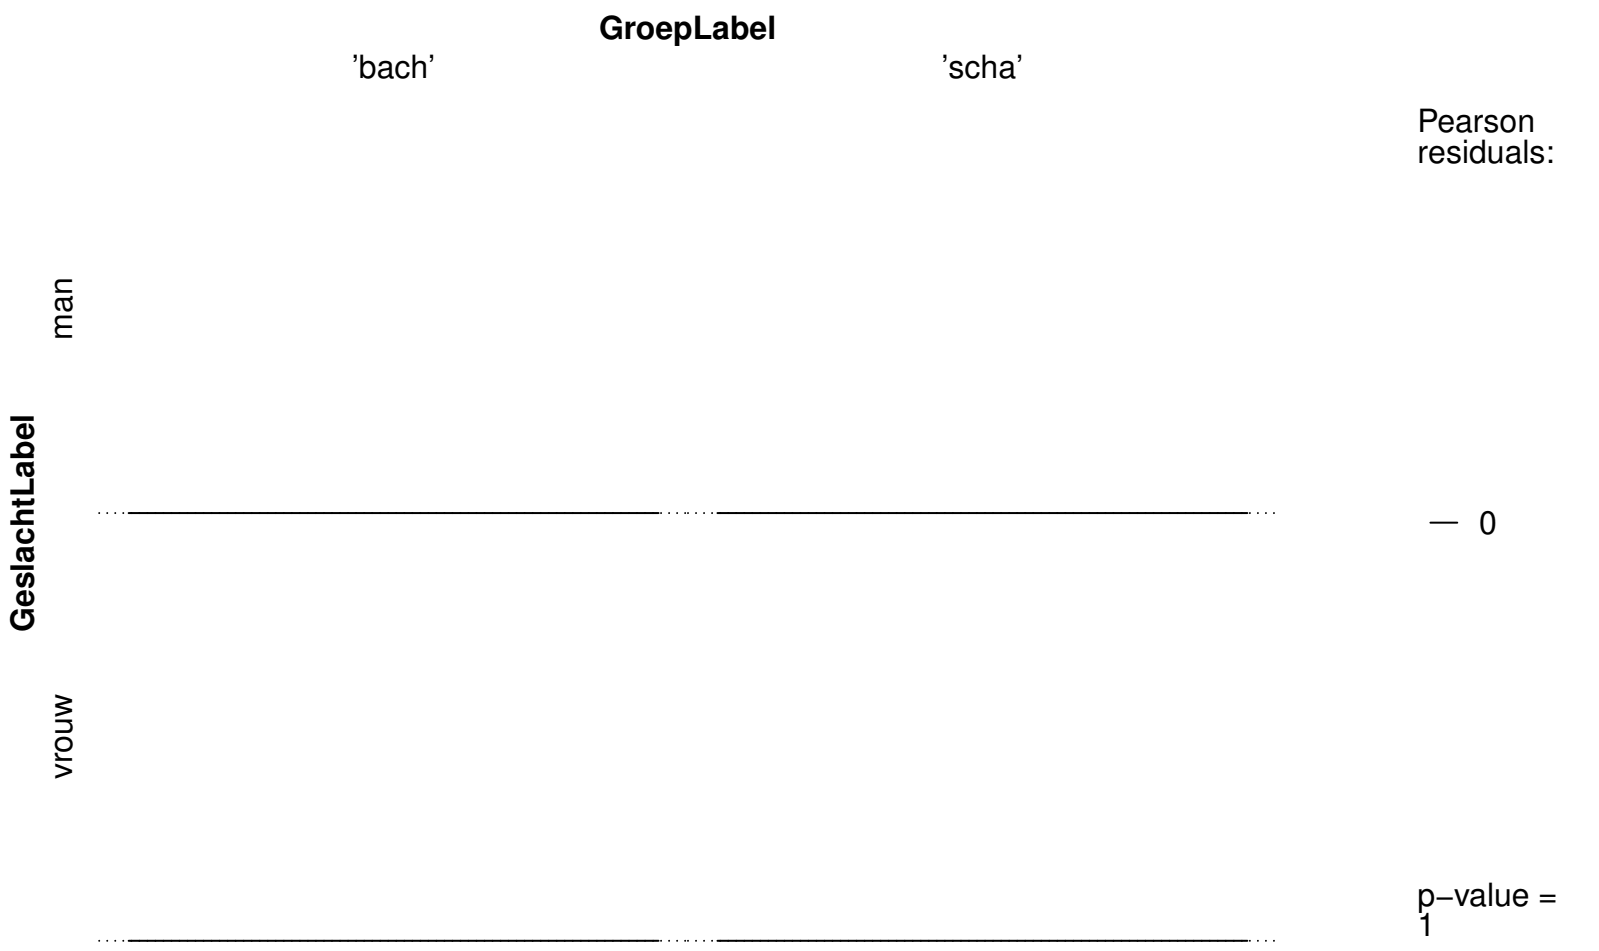 GroepLabel
'bach' 'scha'
Pearson
residuals:
man
GeslachtLabel
0
vrouw
p−value =
1